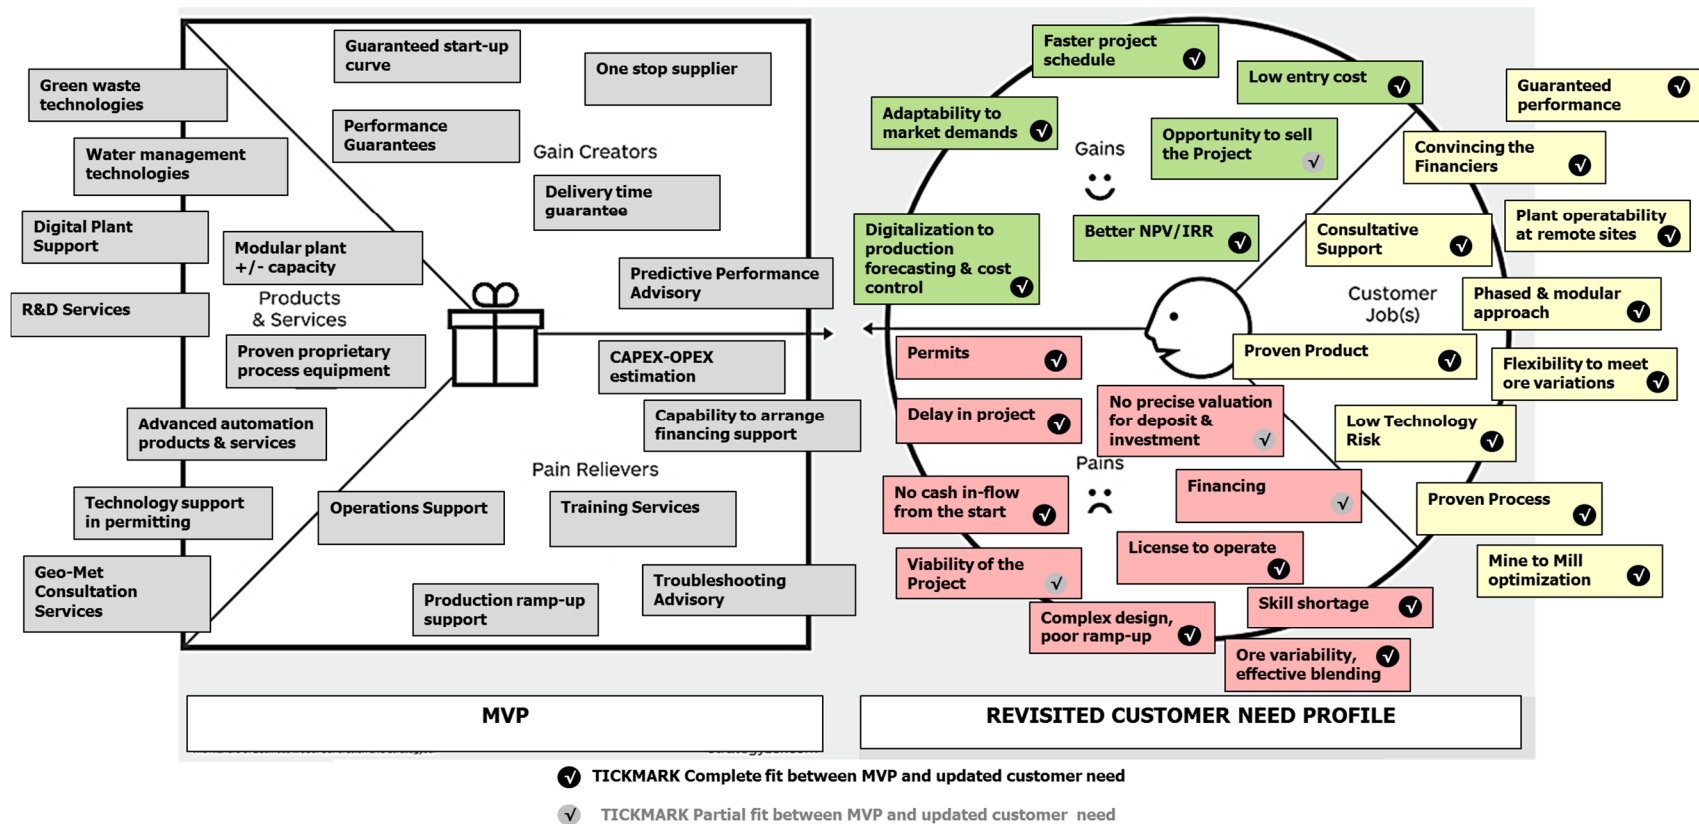 Guaranteed start-up
curve
One stop supplier
Green waste
technologies
Performance
Guarantees
Water management
technologies
Gain Creators
Delivery time
guarantee
Digital Plant
Support
Modular plant
+/- capacity
Predictive Performance
Advisory
R&D Services
Products
& Services
Proven proprietary
process equipment
CAPEX-OPEX
estimation
Advanced automation
products & services
Capability to arrange
financing support
Pain Relievers
Technology support
in permitting
Operations Support
Training Services
Geo-Met
Consultation
Services
Production ramp-up
support
Troubleshooting
Advisory
MVP
Faster project
schedule √
Low entry cost √
Guaranteed √
performance
Adaptability to
market demands √
Opportunity to sell
the Project √
Convincing the
Financiers √
Gains
Digitalization to
production
forecasting & cost
control √
Better NPV/IRR √
Consultative
Support √
Plant operatability
at remote sites √
Customer
Job(s)
Phased & modular
approach √
Permits √
Proven Product √
Flexibility to meet
ore variations √
Delay in project √
No precise valuation
for deposit &
investment √
Low Technology
Risk √
Pains
No cash in-flow
from the start √
Financing √
Proven Process √
Viability of the
Project √
License to operate √
Mine to Mill
optimization √
Complex design,
poor ramp-up √
Skill shortage √
Ore variability, √
effective blending
REVISITED CUSTOMER NEED PROFILE
√ TICKMARK Complete fit between MVP and updated customer need
√ TICKMARK Partial fit between MVP and updated customer need